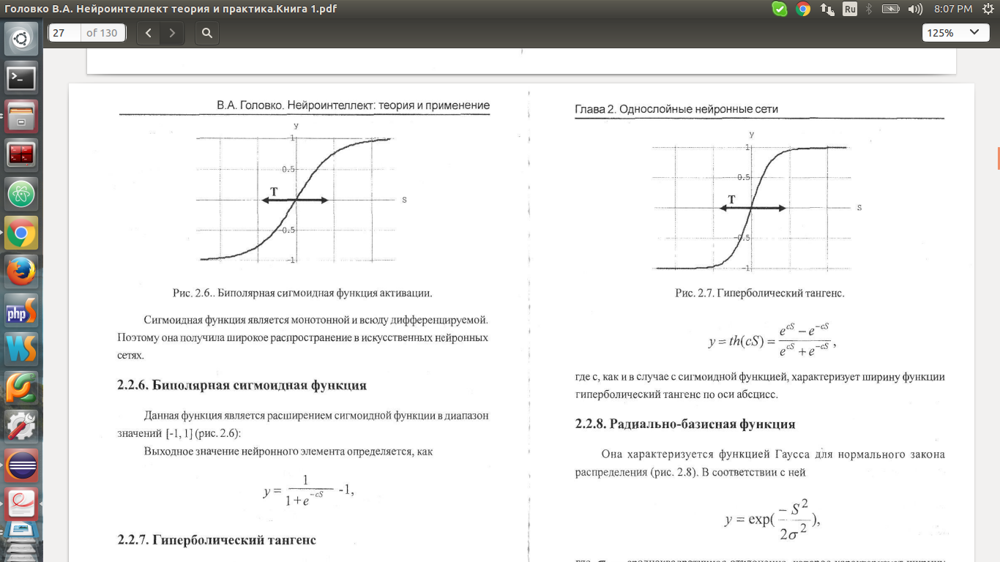 Головко В.А. Нейроинтеллект теория и практика.Книга 1.pdf
Ru
8:07 PM
27 of 130
125%
В.А. Головко. Нейроинтеллект: теория и применение
y
1
0.5
T
S
-0.5
-1
Рис. 2.6.. Биполярная сигмоидная функция активации.
Сигмоидная функция является монотонной и всюду дифференцируемой.
Поэтому она получила широкое распространение в искусственных нейронных
сетях.
2.2.6. Биполярная сигмоидная функция
Данная функция является расширением сигмоидной функции в диапазон
значений [-1, 1] (рис. 2.6):
Выходное значение нейронного элемента определяется, как
y = 1 / (1 + e^{-cS}) -1,
2.2.7. Гиперболический тангенс
Глава 2. Однослойные нейронные сети
y
1
0.5
T
S
-0.5
-1
Рис. 2.7. Гиперболический тангенс.
y = th(cS) = (e^{cS} – e^{-cS}) / (e^{cS} + e^{-cS}),
где с, как и в случае с сигмоидной функцией, характеризует ширину функции
гиперболический тангенс по оси абсцисс.
2.2.8. Радиально-базисная функция
Она характеризуется функцией Гаусса для нормального закона
распределения (рис. 2.8). В соответствии с ней
y = exp(–S^2 / 2σ^2),